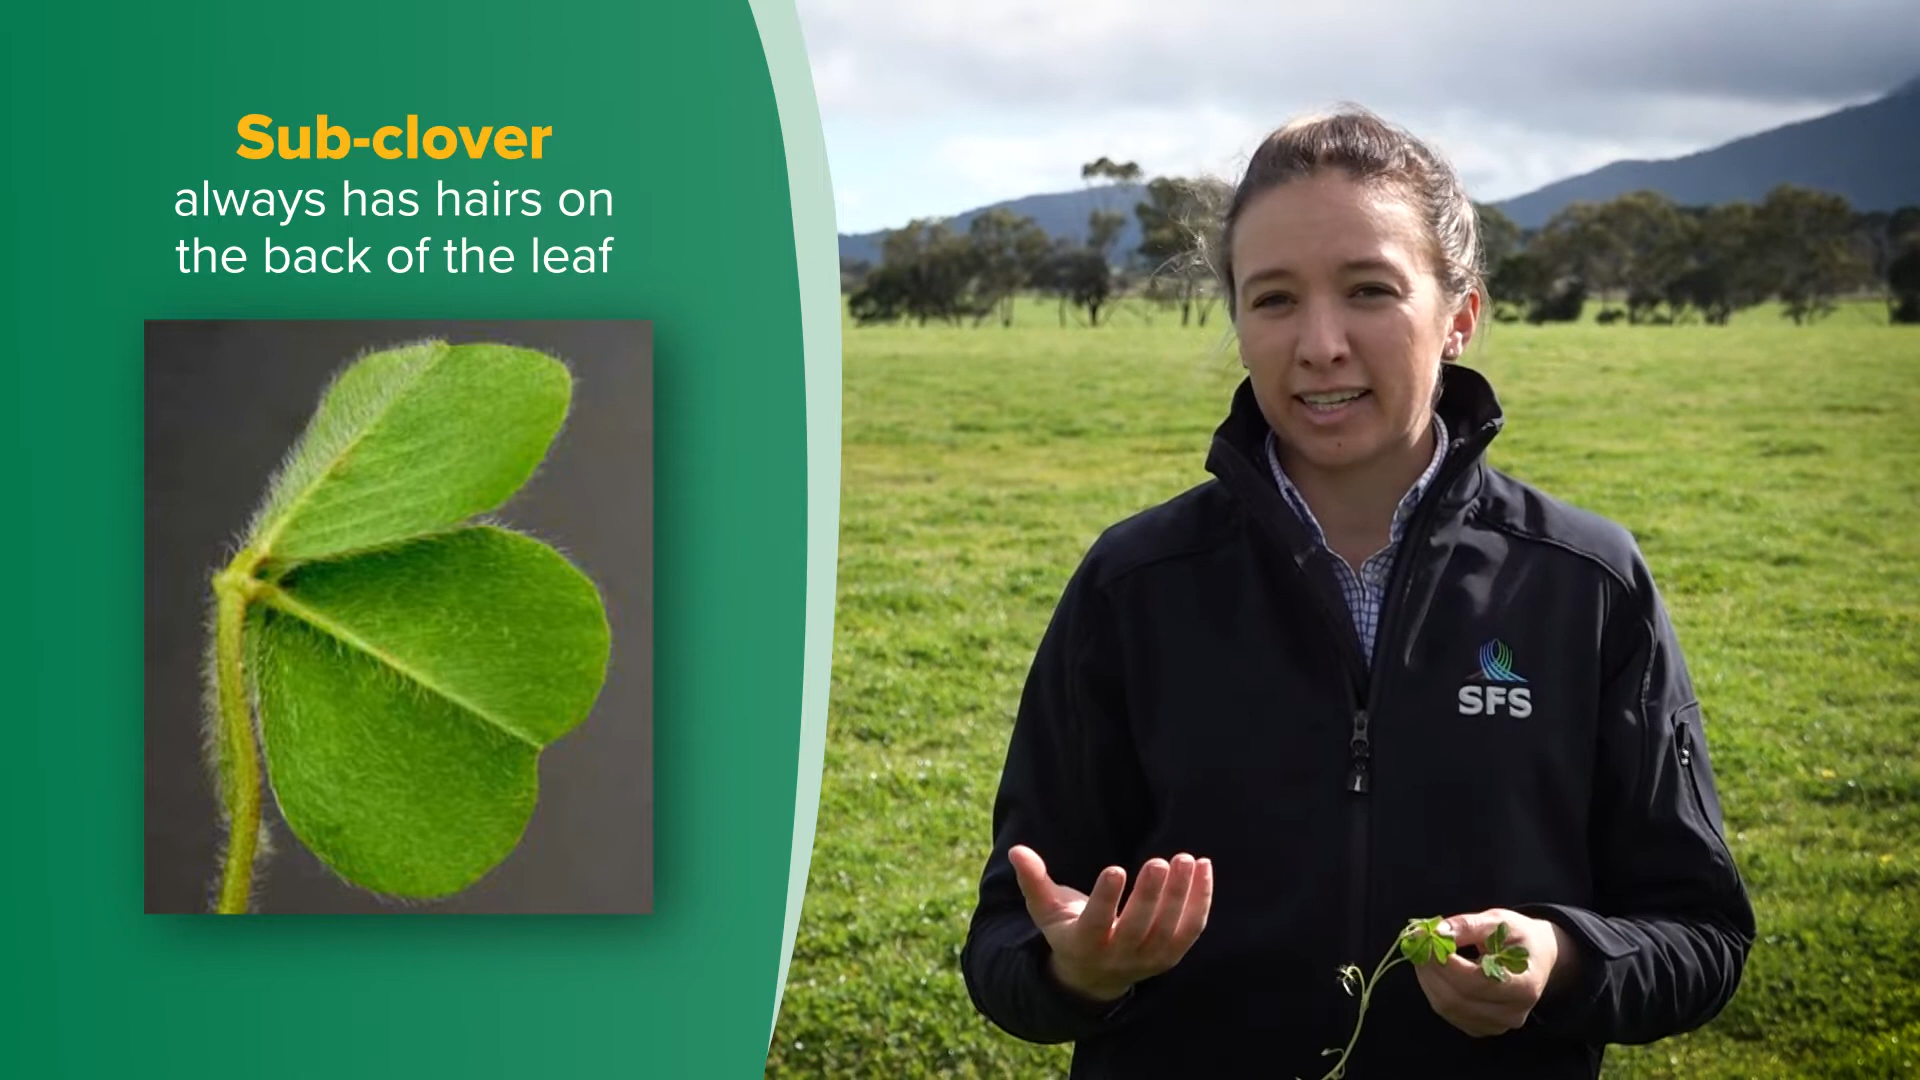 Sub-clover
always has hairs on
the back of the leaf
SFS